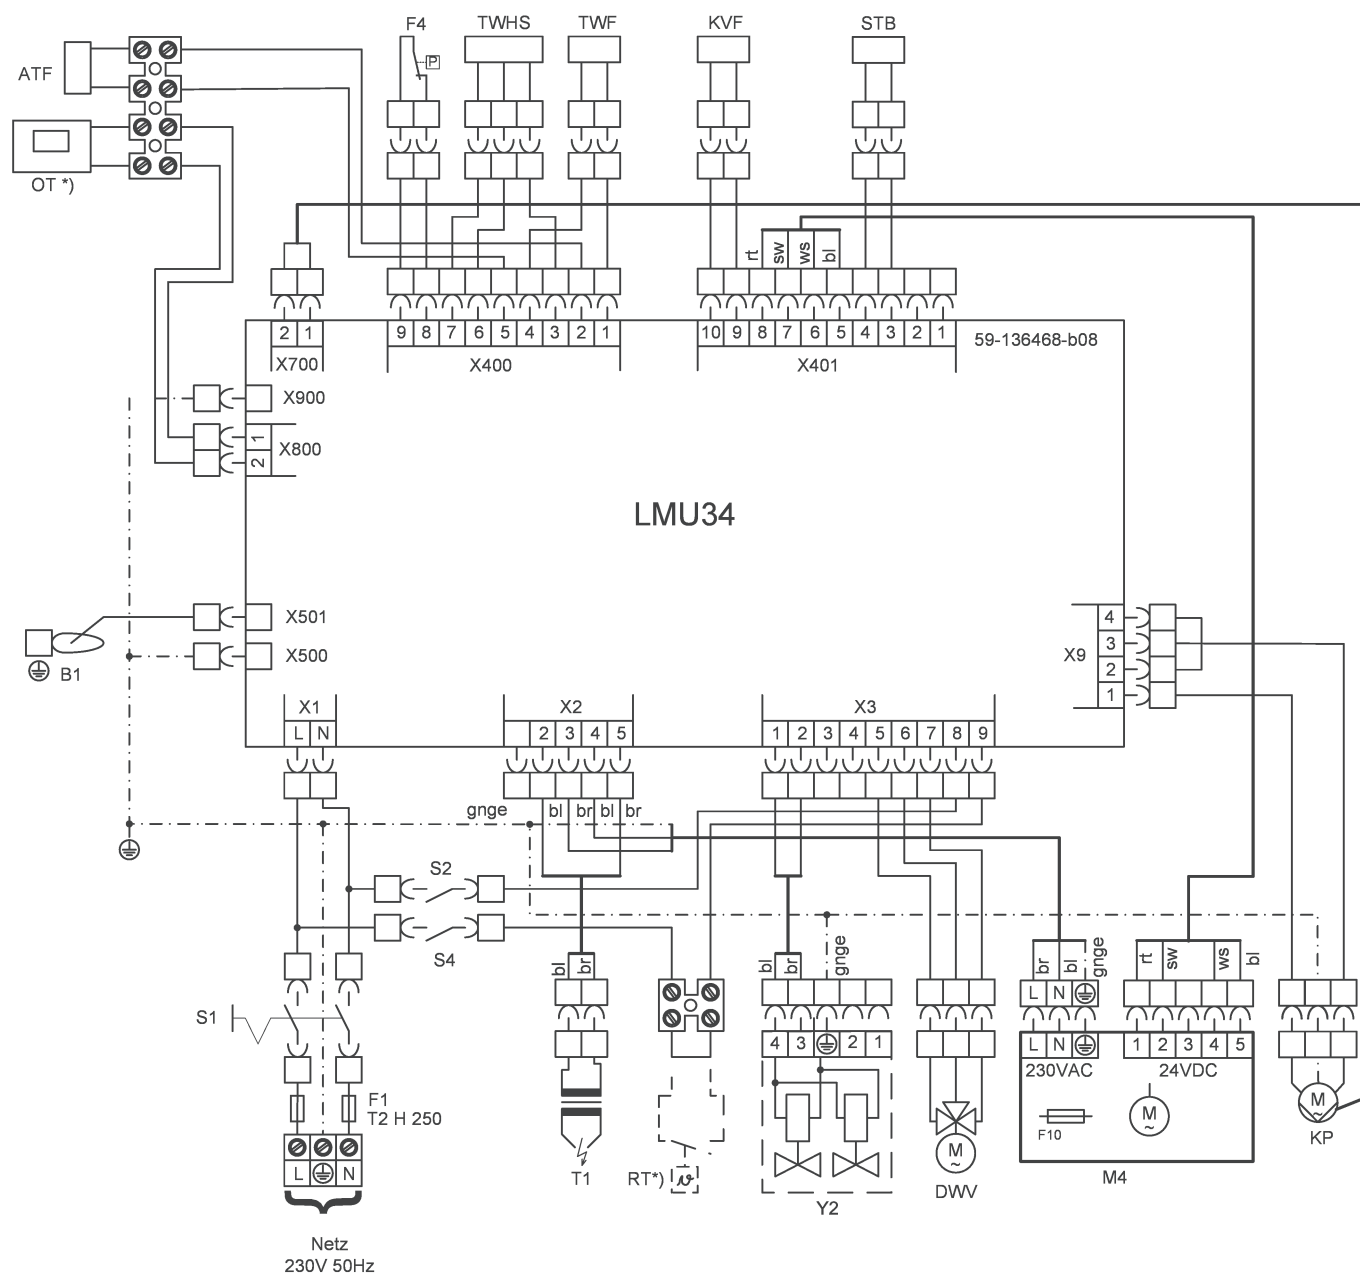 F4 TWHS TWF KVF STB
ATF
P
OT *)
rt sw ws bl
2 1 9 8 7 6 5 4 3 2 1 10 9 8 7 6 5 4 3 2 1
59-136468-b08
X700 X400 X401
X900
1
X800
2
LMU34
X501
X500
B1
4
3
X9
2
1
X1 X2 X3
L N 2 3 4 5 1 2 3 4 5 6 7 8 9
gnge bl br bl br
S2
S4
bl br bl br gnge br bl gnge rt sw ws bl
L N
S1
4 3 2 1 L N 1 2 3 4 5
230VAC 24VDC
F1
T2 H 250
M
~
F10
M
~
KP
L N
T1 RT*) ϑ
M
~
M4
DWV
Y2
Netz
230V 50Hz